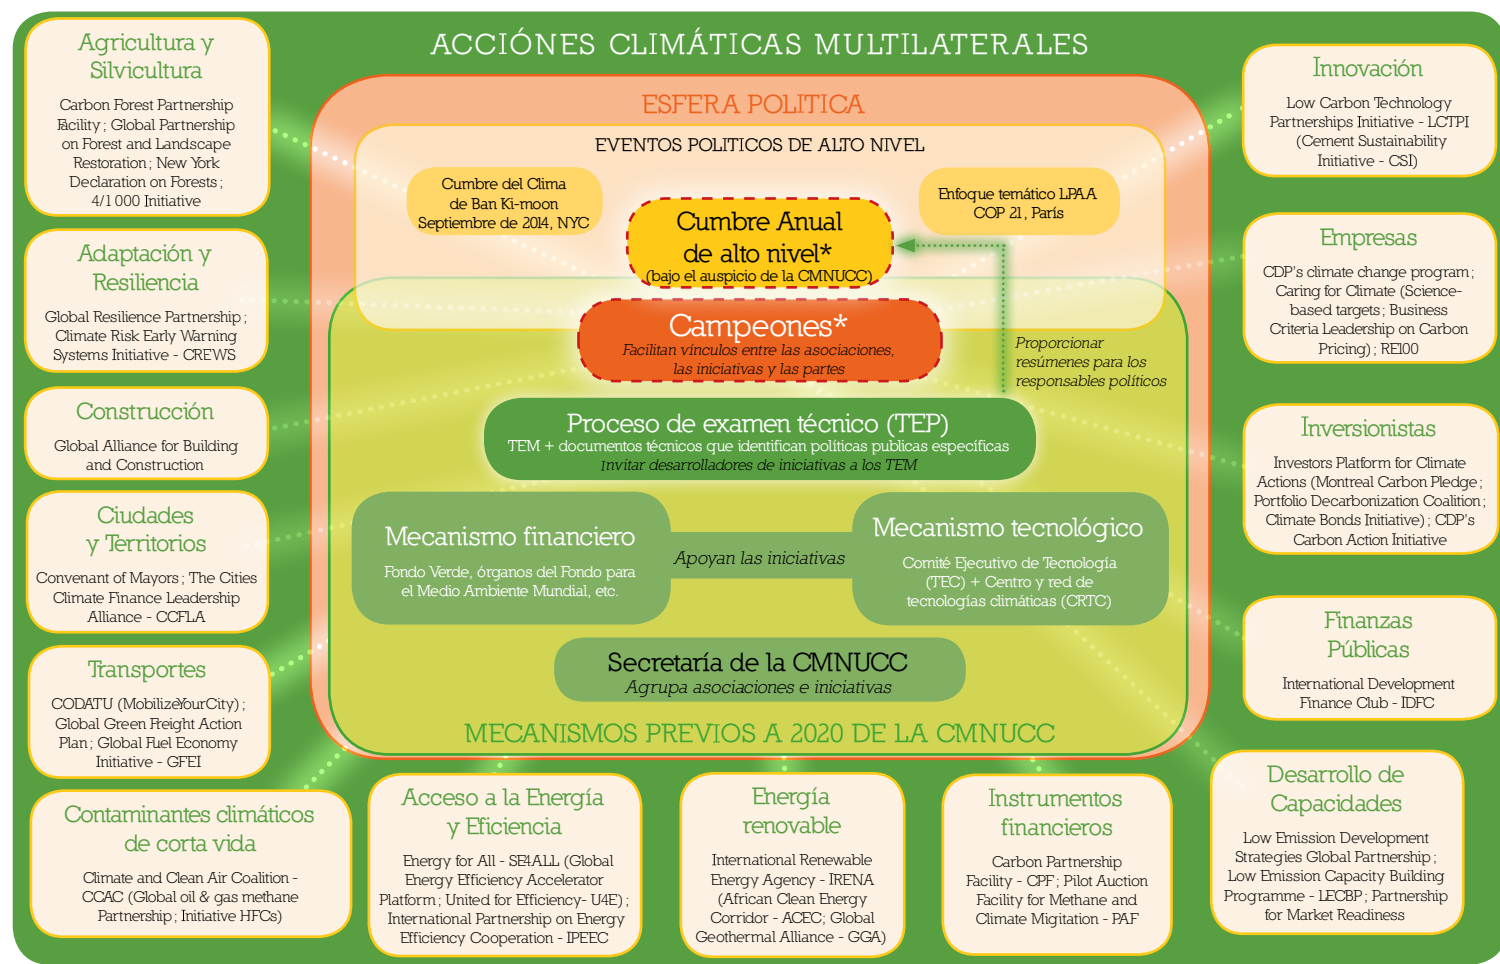 ACCIÓNES CLIMÁTICAS MULTILATERALES
Agricultura y
Silvicultura
Carbon Forest Partnership
Facility ; Global Partnership
on Forest and Landscape
Restoration ; New York
Declaration on Forests ;
4/1 000 Initiative
Adaptación y
Resiliencia
Global Resilience Partnership ;
Climate Risk Early Warning
Systems Initiative - CREWS
Construcción
Global Alliance for Building
and Construction
Ciudades
y Territorios
Convenant of Mayors ; The Cities
Climate Finance Leadership
Alliance - CCFLA
Transportes
CODATU (MobilizeYourCity) ;
Global Green Freight Action
Plan ; Global Fuel Economy
Initiative - GFEI
Contaminantes climáticos
de corta vida
Climate and Clean Air Coalition -
CCAC (Global oil & gas methane
Partnership ; Initiative HFCs)
ESFERA POLITICA
EVENTOS POLITICOS DE ALTO NIVEL
Cumbre del Clima
de Ban Ki-moon
Septiembre de 2014, NYC
Cumbre Anual
de alto nivel*
(bajo el auspicio de la CMNUCC)
Enfoque temático LPAA
COP 21, París
Campeones*
Facilitan vínculos entre las asociaciones,
las iniciativas y las partes
Proporcionar
resúmenes para los
responsables políticos
Proceso de examen técnico (TEP)
TEM + documentos técnicos que identifican políticas publicas específicas
Invitar desarrolladores de iniciativas a los TEM
Mecanismo financiero
Fondo Verde, órganos del Fondo para
el Medio Ambiente Mundial, etc.
Apoyan las iniciativas
Mecanismo tecnológico
Comité Ejecutivo de Tecnología
(TEC) + Centro y red de
tecnologías climáticas (CRTC)
Secretaría de la CMNUCC
Agrupa asociaciones e iniciativas
MECANISMOS PREVIOS A 2020 DE LA CMNUCC
Acceso a la Energía
y Eficiencia
Energy for All - SE4ALL (Global
Energy Efficiency Accelerator
Platform ; United for Efficiency- U4E) ;
International Partnership on Energy
Efficiency Cooperation - IPEEC
Energía
renovable
International Renewable
Energy Agency - IRENA
(African Clean Energy
Corridor - ACEC; Global
Geothermal Alliance - GGA)
Instrumentos
financieros
Carbon Partnership
Facility - CPF ; Pilot Auction
Facility for Methane and
Climate Migitation - PAF
Innovación
Low Carbon Technology
Partnerships Initiative - LCTPI
(Cement Sustainability
Initiative - CSI)
Empresas
CDP's climate change program ;
Caring for Climate (Science-
based targets ; Business
Criteria Leadership on Carbon
Pricing) ; RE100
Inversionistas
Investors Platform for Climate
Actions (Montreal Carbon Pledge ;
Portfolio Decarbonization Coalition ;
Climate Bonds Initiative) ; CDP's
Carbon Action Initiative
Finanzas
Públicas
International Development
Finance Club - IDFC
Desarrollo de
Capacidades
Low Emission Development
Strategies Global Partnership ;
Low Emission Capacity Building
Programme - LECBP ; Partnership
for Market Readiness